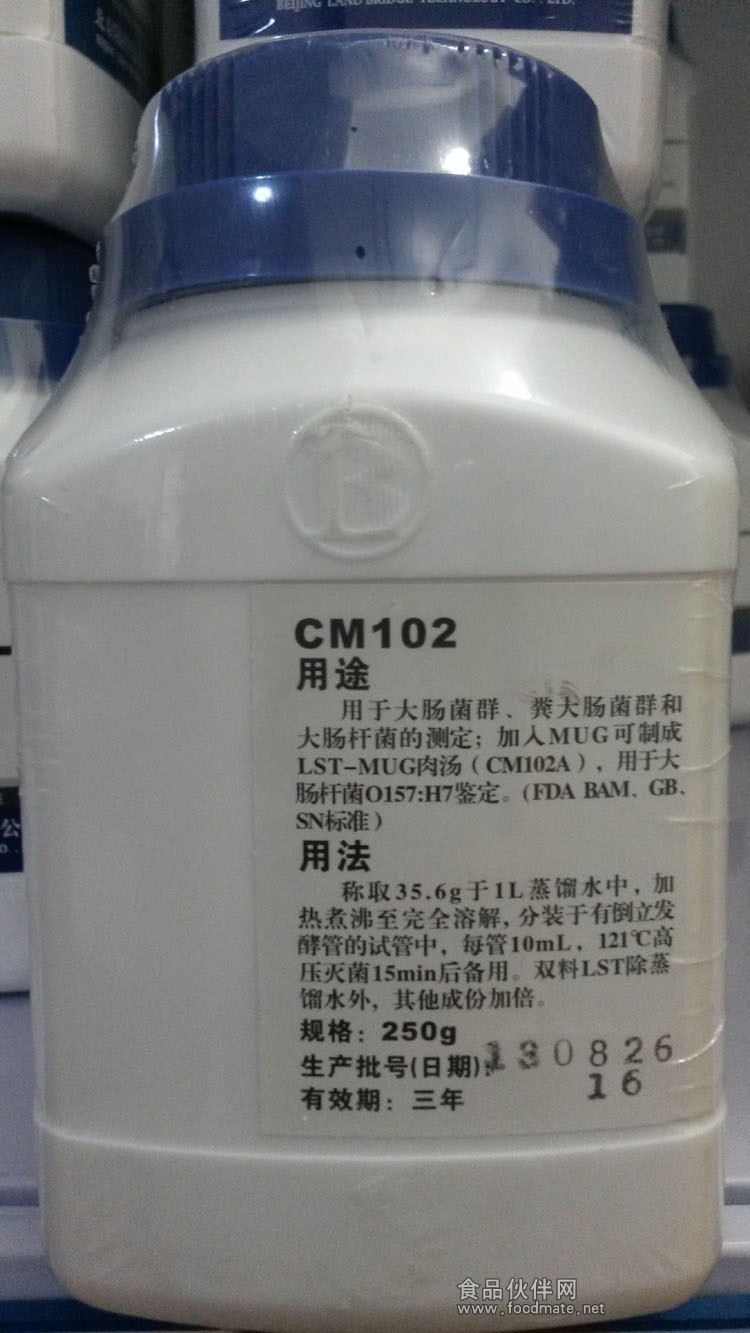 BEIJING LAND BRIDGE TECHNOLOGY CO., LTD.
CM102
用途
用于大肠菌群、粪大肠菌群和
大肠杆菌的测定；加入MUG可制成
LST-MUG肉汤（CM102A），用于大
肠杆菌O157:H7鉴定。（FDA BAM、GB、
SN标准）
用法
称取35.6g于1L蒸馏水中，加
热煮沸至完全溶解，分装于有倒立发
酵管的试管中，每管10mL，121℃高
压灭菌15min后备用。双料LST除蒸
馏水外，其他成份加倍。
规格：250g
生产批号(日期)：130826
16
有效期：三年
食品伙伴网
www.foodmate.net